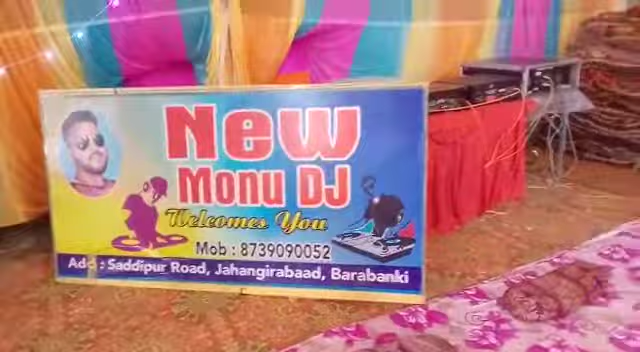 New
Monu DJ
Welcomes You
Mob : 8739090052
Add : Saddipur Road, Jahangirabaad, Barabanki